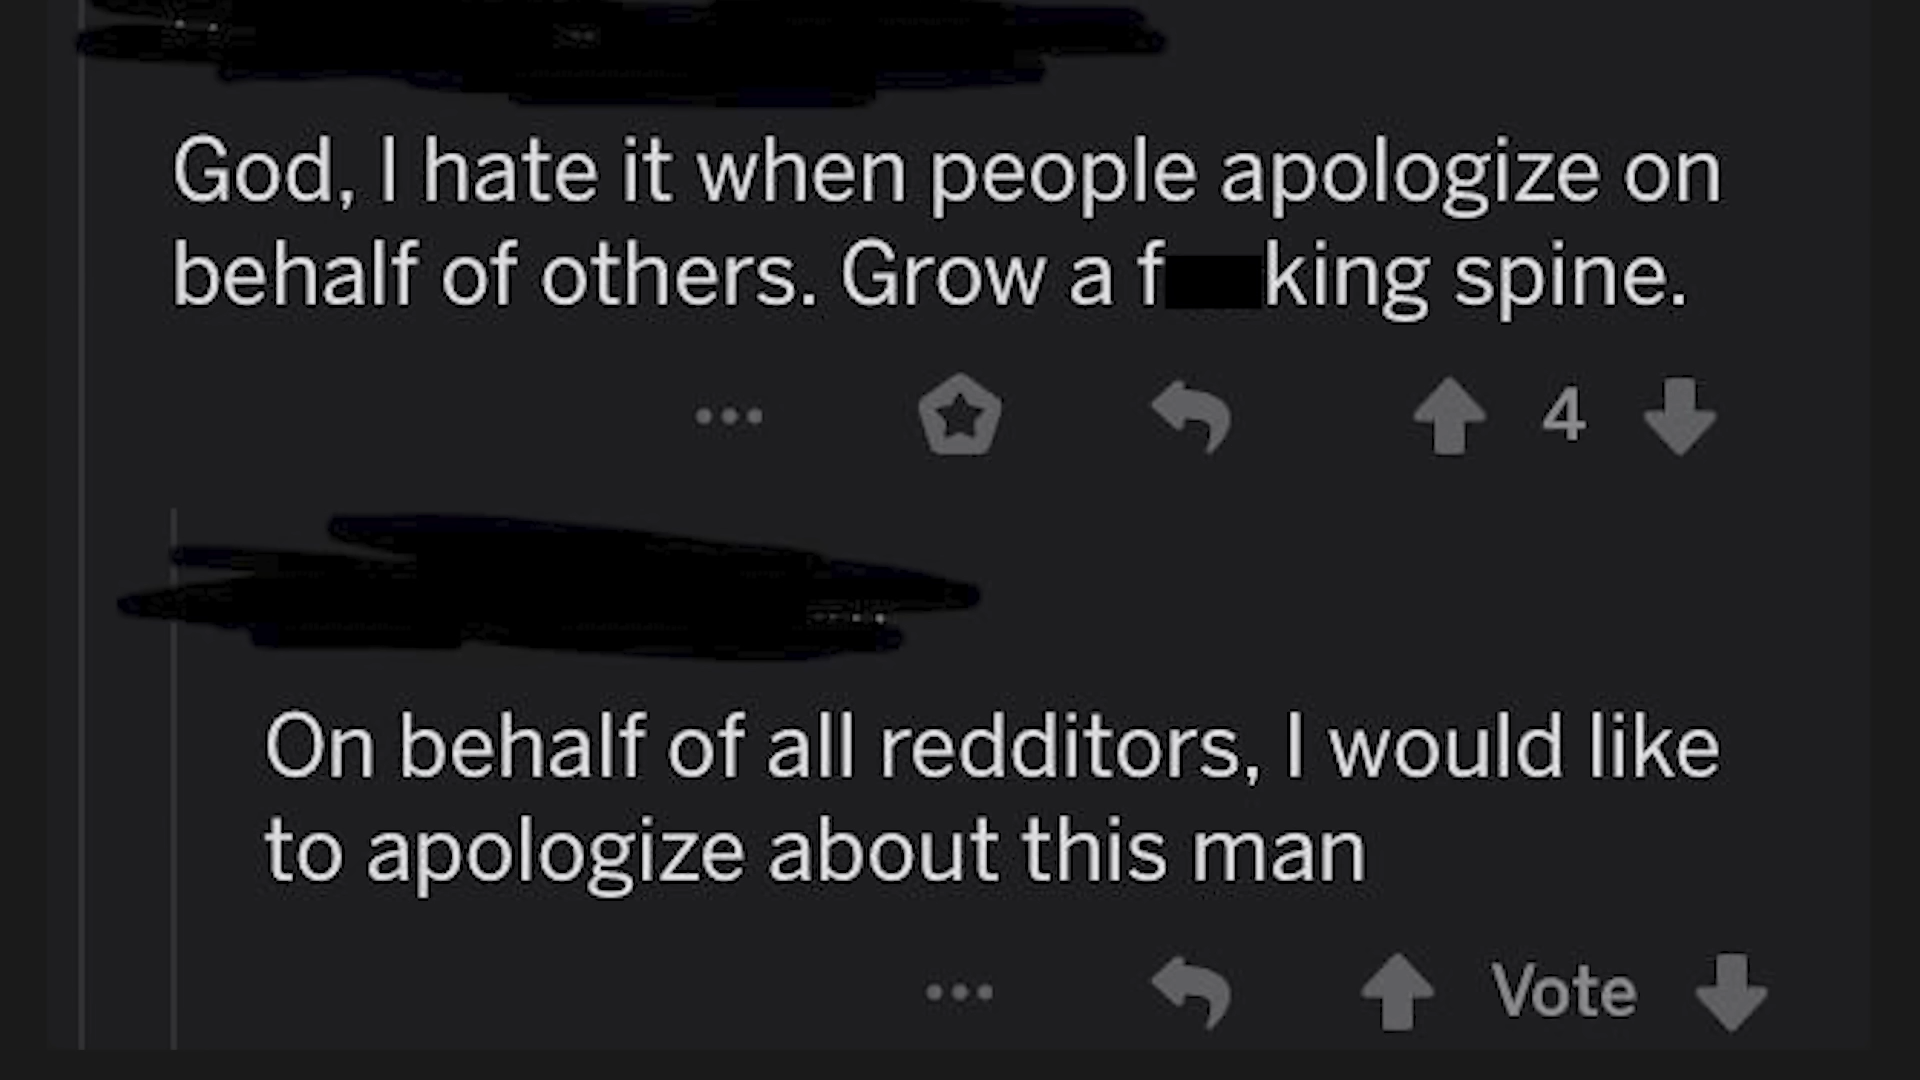 God, I hate it when people apologize on
behalf of others. Grow a f king spine.
4
On behalf of all redditors, I would like
to apologize about this man
Vote